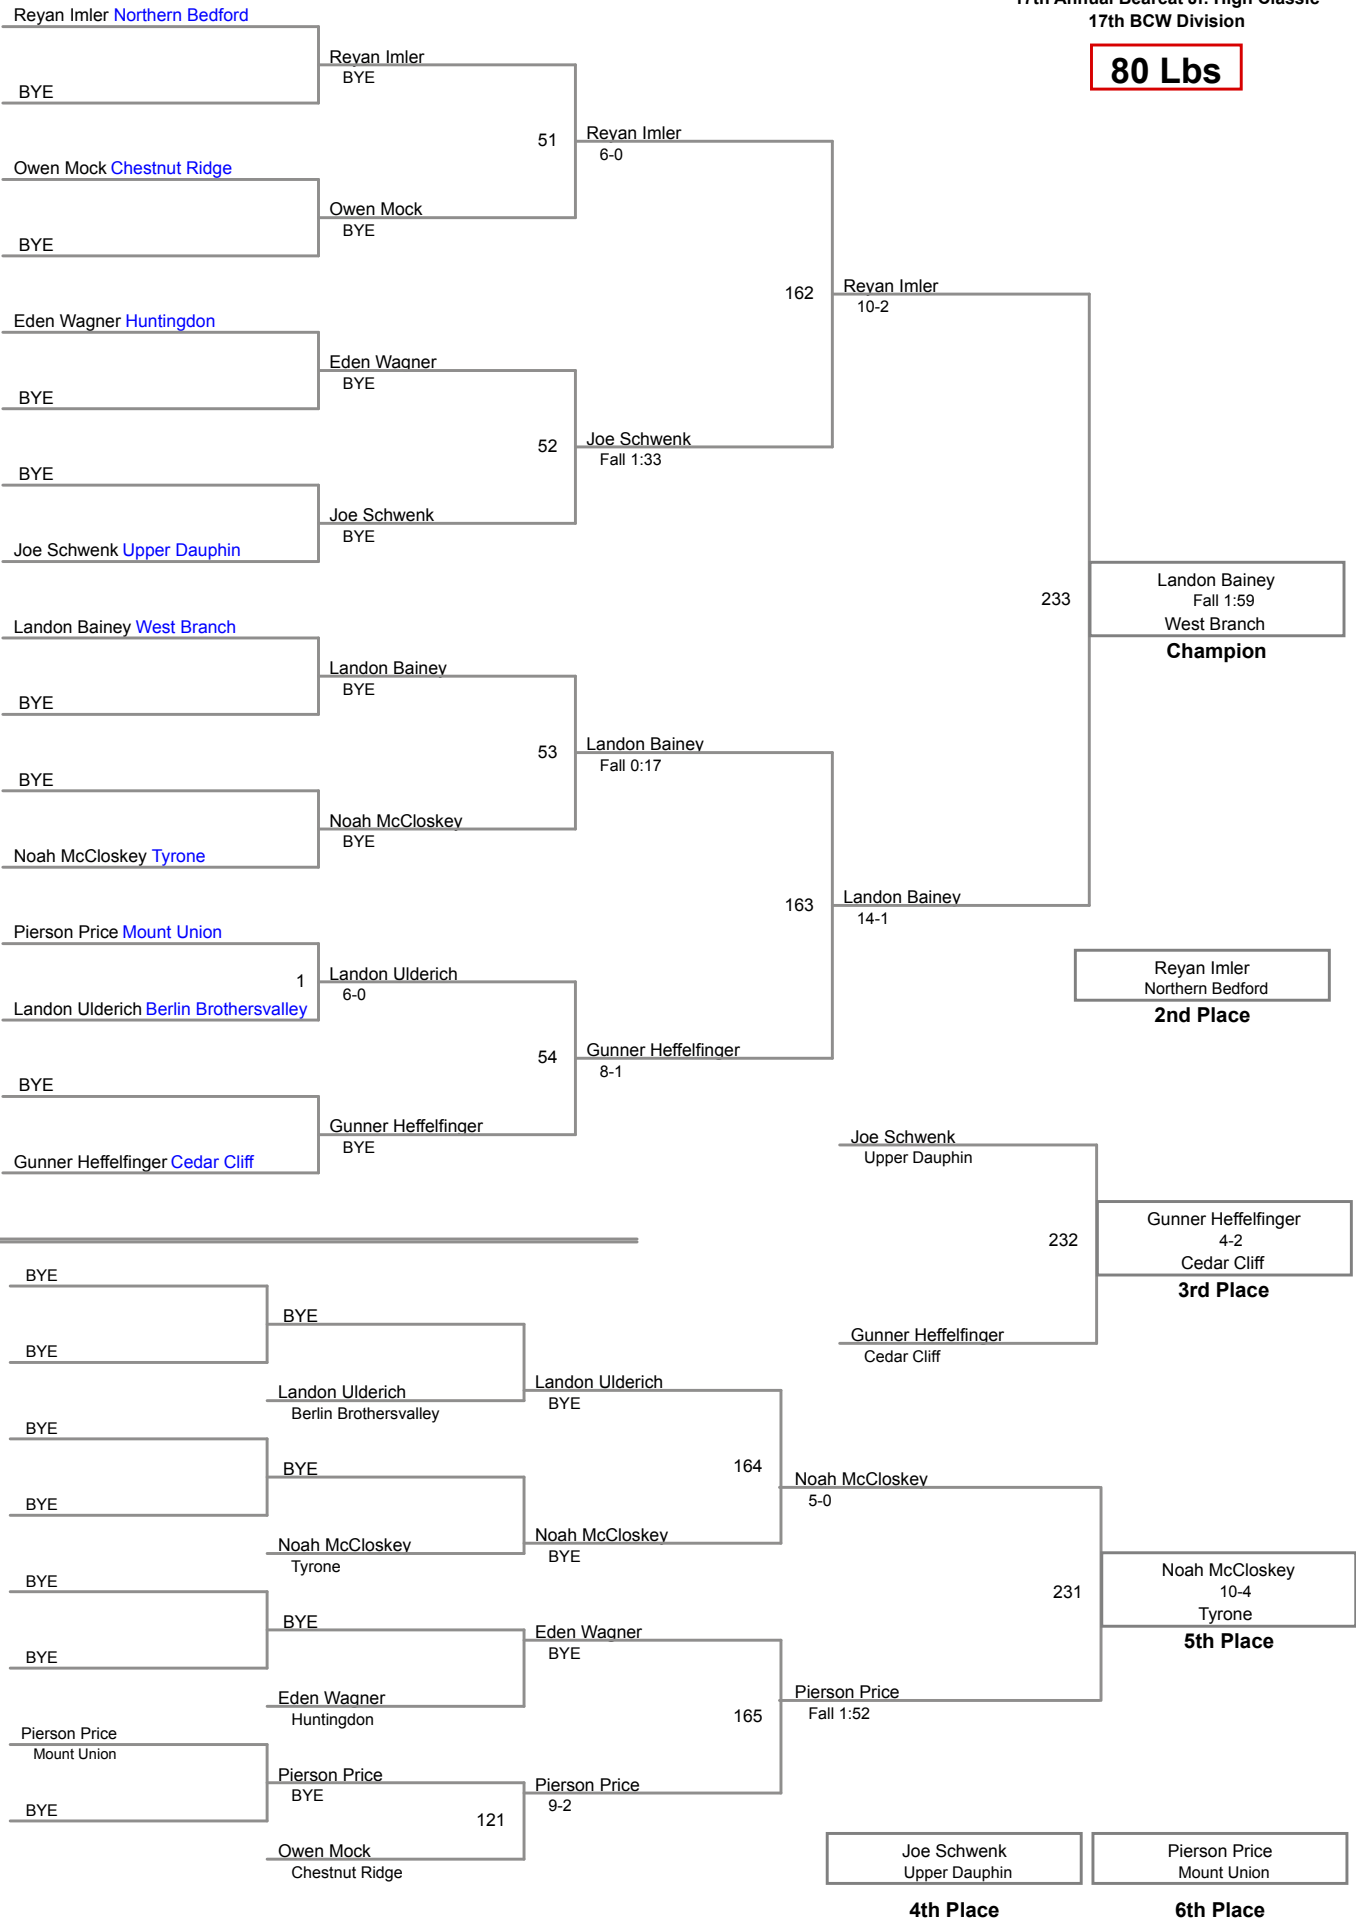 17th Annual Bearcat Jr. High Classic
17th BCW Division
80 Lbs
Reyan Imler Northern Bedford
BYE
Owen Mock Chestnut Ridge
BYE
Eden Wagner Huntingdon
BYE
BYE
Joe Schwenk Upper Dauphin
Landon Bainey West Branch
BYE
BYE
Noah McCloskey Tyrone
Pierson Price Mount Union
1
Landon Ulderich Berlin Brothersvalley
BYE
Gunner Heffelfinger Cedar Cliff
Reyan Imler
BYE
Owen Mock
BYE
Eden Wagner
BYE
Joe Schwenk
BYE
Landon Bainey
BYE
Noah McCloskey
BYE
Landon Ulderich
6-0
Gunner Heffelfinger
BYE
51
52
53
54
Reyan Imler
6-0
Joe Schwenk
Fall 1:33
Landon Bainey
Fall 0:17
Gunner Heffelfinger
8-1
162
163
Reyan Imler
10-2
Landon Bainey
14-1
233
Landon Bainey
Fall 1:59
West Branch
Champion
Reyan Imler
Northern Bedford
2nd Place
Joe Schwenk
Upper Dauphin
232
Gunner Heffelfinger
Cedar Cliff
Gunner Heffelfinger
4-2
Cedar Cliff
3rd Place
BYE
BYE
BYE
BYE
BYE
BYE
Pierson Price
Mount Union
BYE
BYE
Landon Ulderich
Berlin Brothersvalley
BYE
Noah McCloskey
Tyrone
BYE
Eden Wagner
Huntingdon
Pierson Price
BYE
121
Owen Mock
Chestnut Ridge
Landon Ulderich
BYE
Noah McCloskey
BYE
Eden Wagner
BYE
Pierson Price
9-2
164
165
Noah McCloskey
5-0
Pierson Price
Fall 1:52
231
Noah McCloskey
10-4
Tyrone
5th Place
Joe Schwenk
Upper Dauphin
4th Place
Pierson Price
Mount Union
6th Place